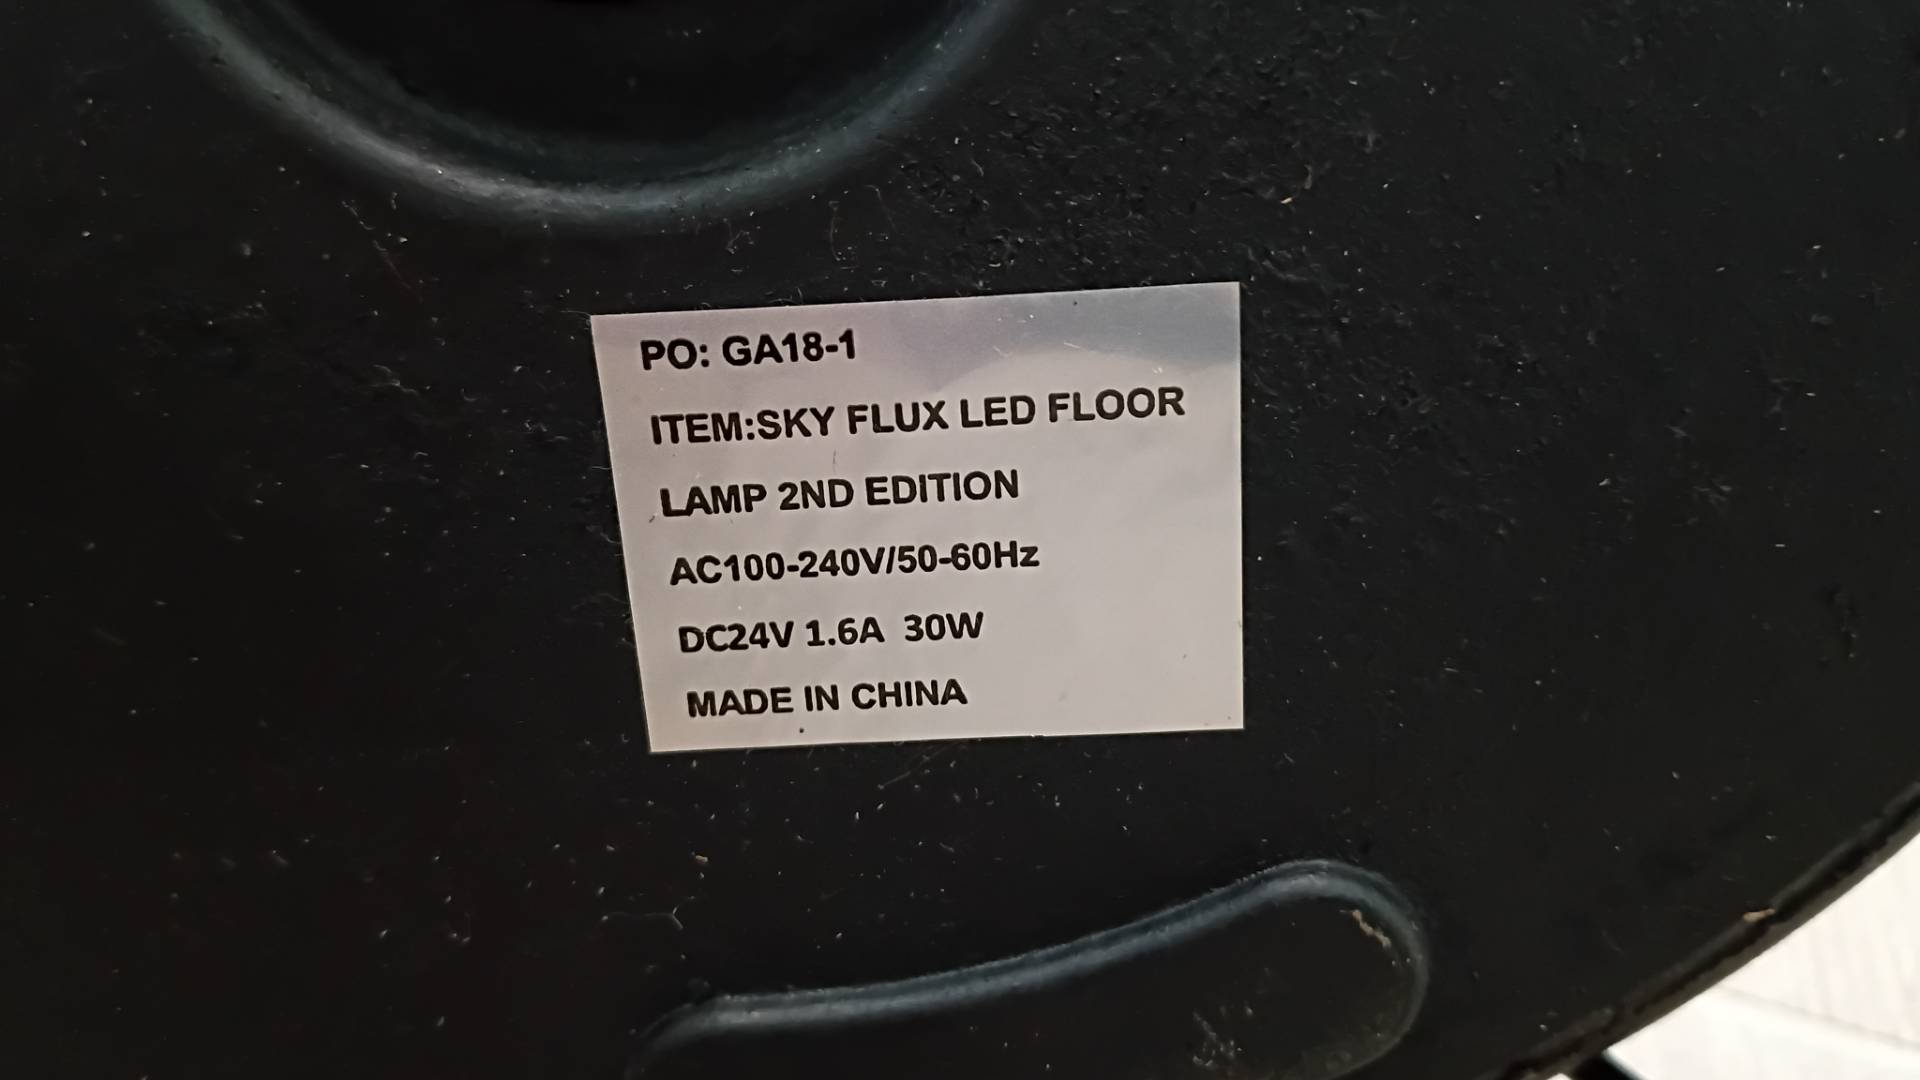 PO: GA18-1
ITEM:SKY FLUX LED FLOOR
LAMP 2ND EDITION
AC100-240V/50-60Hz
DC24V 1.6A  30W
MADE IN CHINA